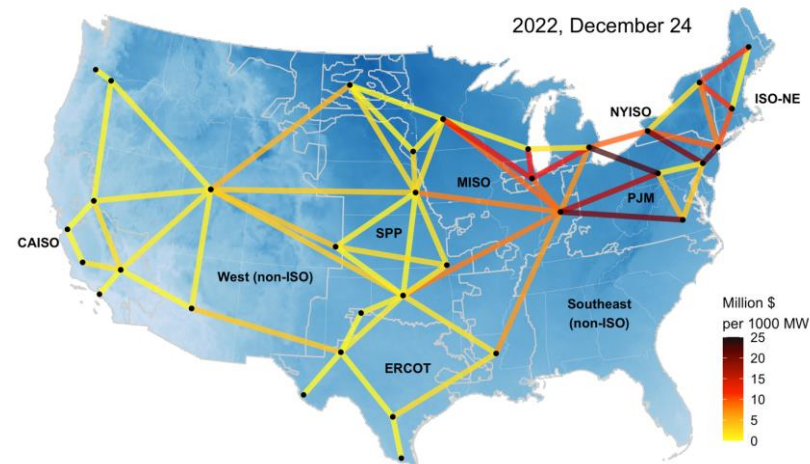 2022, December 24
NYISO
ISO-NE
MISO
PJM
SPP
CAISO
West (non-ISO)
Southeast
(non-ISO)
ERCOT
Million $
per 1000 MW
25
20
15
10
5
0